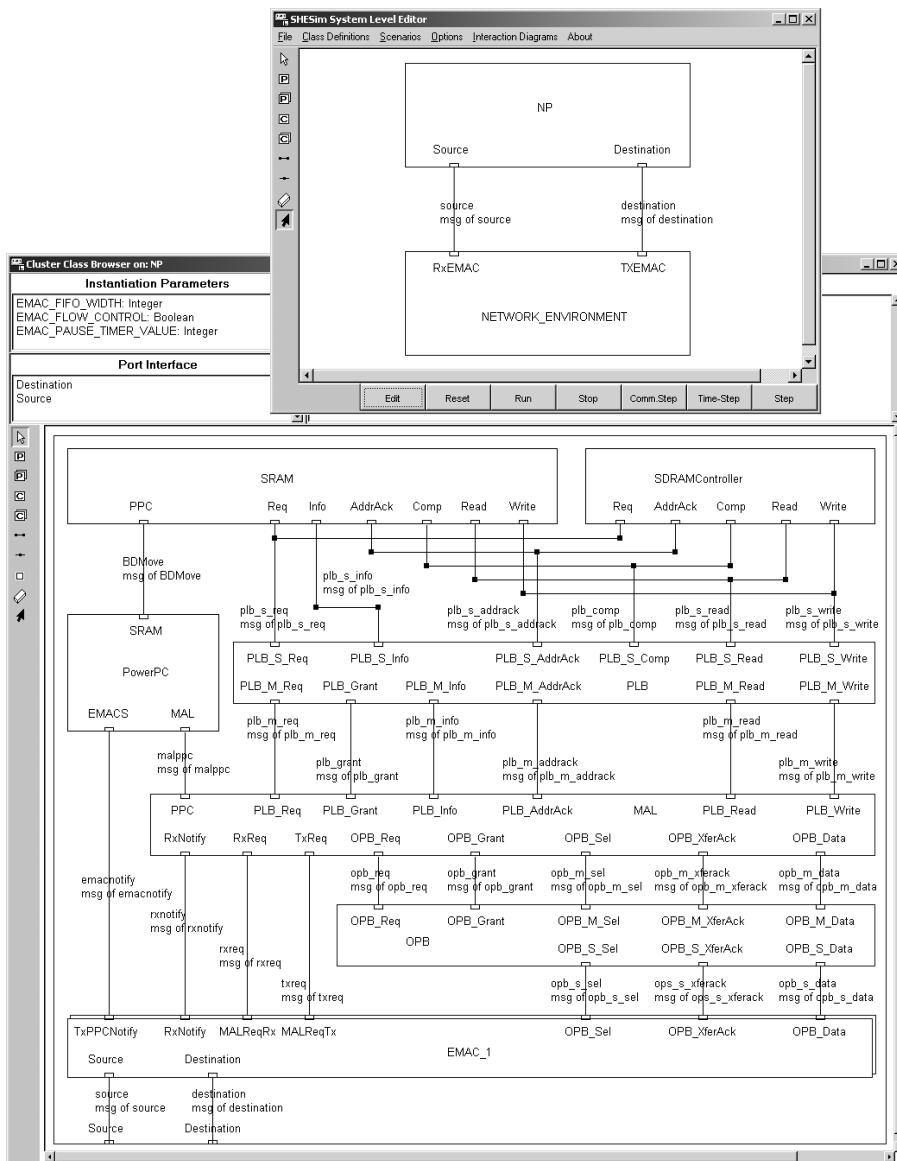 SHESim System Level Editor
File Class Definitions Scenarios Options Interaction Diagrams About
NP
Source Destination
source destination
msg of source msg of destination
RxEMAC TXEMAC
NETWORK_ENVIRONMENT
Edit Reset Run Stop Comm.Step Time-Step Step
Cluster Class Browser on: NP
Instantiation Parameters
EMAC_FIFO_WIDTH: Integer
EMAC_FLOW_CONTROL: Boolean
EMAC_PAUSE_TIMER_VALUE: Integer
Port Interface
Destination
Source
SRAM SDRAMController
PPC Req Info AddrAck Comp Read Write Req AddrAck Comp Read Write
BDMove
msg of BDMove
plb_s_info
msg of plb_s_info
plb_s_req plb_s_addrack plb_comp plb_s_read plb_s_write
msg of plb_s_req msg of plb_s_addrack msg of plb_comp msg of plb_s_read msg of plb_s_write
SRAM
PowerPC
EMACS MAL
PLB_S_Req PLB_S_Info PLB_S_AddrAck PLB_S_Comp PLB_S_Read PLB_S_Write
PLB_M_Req PLB_Grant PLB_M_Info PLB_M_AddrAck PLB PLB_M_Read PLB_M_Write
plb_m_req plb_m_info plb_m_read
msg of plb_m_req msg of plb_m_info msg of plb_m_read
malppc plb_grant plb_m_addrack plb_m_write
msg of malppc msg of plb_grant msg of plb_m_addrack msg of plb_m_write
PPC PLB_Req PLB_Grant PLB_Info PLB_AddrAck MAL PLB_Read PLB_Write
RxNotify RxReq TxReq OPB_Req OPB_Grant OPB_Sel OPB_XferAck OPB_Data
opb_req opb_grant opb_m_sel opb_m_xferack opb_m_data
msg of opb_req msg of opb_grant msg of opb_m_sel msg of opb_m_xferack msg of opb_m_data
emacnotify
msg of emacnotify
rxnotify
msg of rxnotify
rxreq
msg of rxreq
txreq
msg of txreq
OPB_Req OPB_Grant OPB_M_Sel OPB_M_XferAck OPB_M_Data
OPB
OPB_S_Sel OPB_S_XferAck OPB_S_Data
opb_s_sel ops_s_xferack opb_s_data
msg of opb_s_sel msg of ops_s_xferack msg of opb_s_data
TxPPCNotify RxNotify MALReqRx MALReqTx OPB_Sel OPB_XferAck OPB_Data
EMAC_1
Source Destination
source destination
msg of source msg of destination
Source Destination